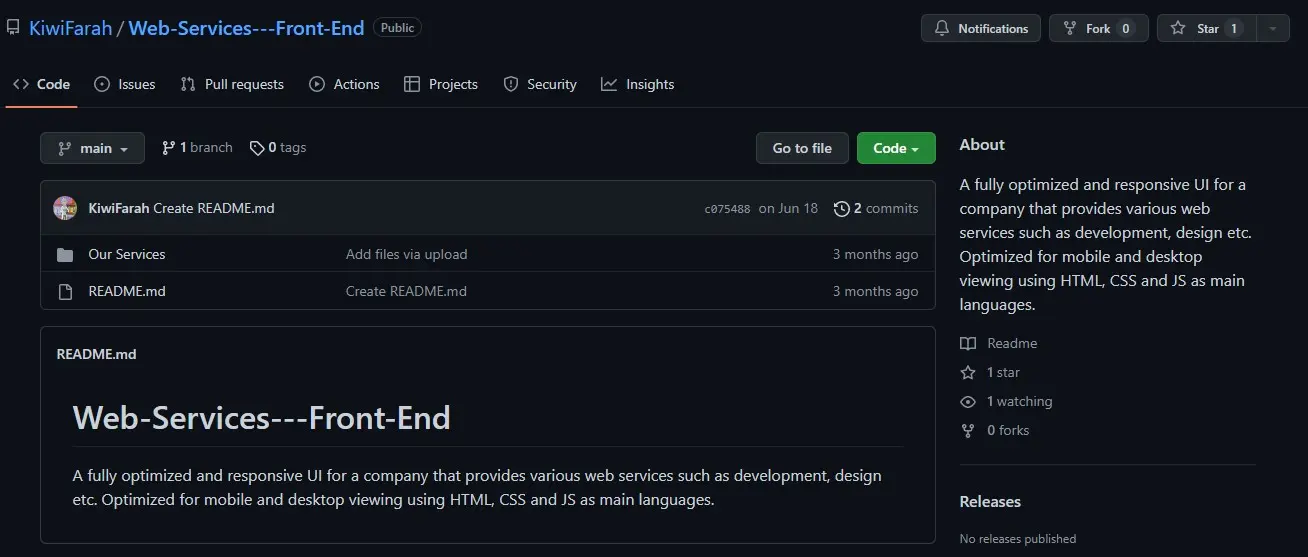 KiwiFarah / Web-Services---Front-End Public
Notifications Fork 0 Star 1
Code Issues Pull requests Actions Projects Security Insights
main 1 branch 0 tags Go to file Code
KiwiFarah Create README.md c075488 on Jun 18 2 commits
Our Services Add files via upload 3 months ago
README.md Create README.md 3 months ago
README.md
Web-Services---Front-End
A fully optimized and responsive UI for a company that provides various web services such as development, design
etc. Optimized for mobile and desktop viewing using HTML, CSS and JS as main languages.
About
A fully optimized and responsive UI for a
company that provides various web
services such as development, design etc.
Optimized for mobile and desktop
viewing using HTML, CSS and JS as main
languages.
Readme
1 star
1 watching
0 forks
Releases
No releases published